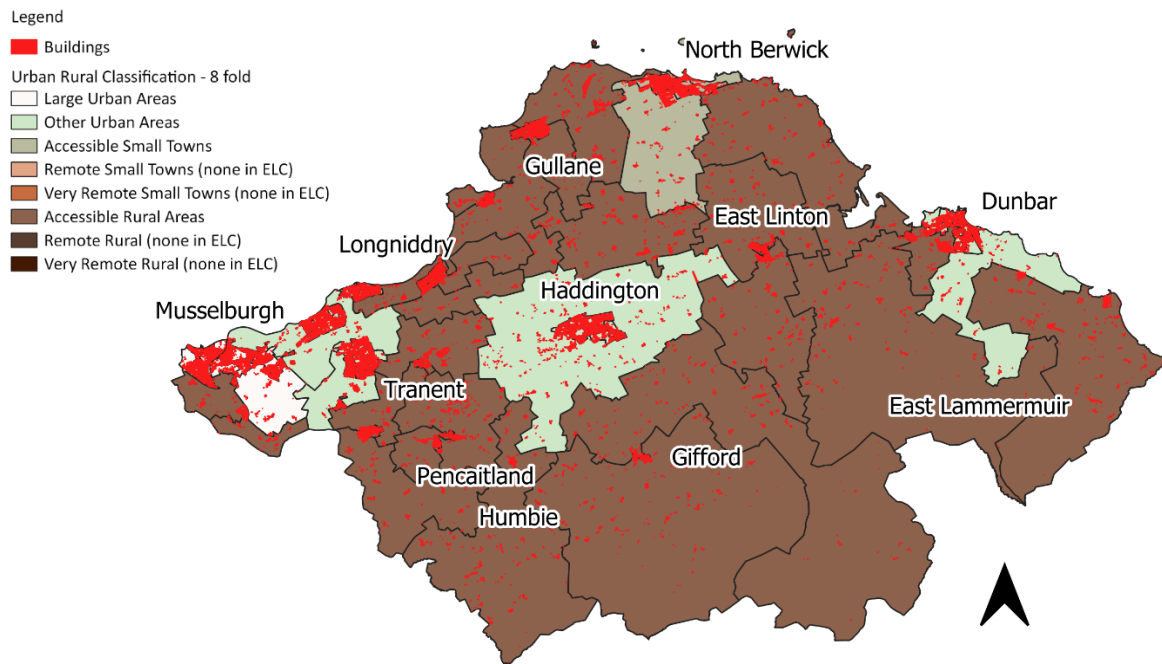 Legend
Buildings
Urban Rural Classification - 8 fold
Large Urban Areas
Other Urban Areas
Accessible Small Towns
Remote Small Towns (none in ELC)
Very Remote Small Towns (none in ELC)
Accessible Rural Areas
Remote Rural (none in ELC)
Very Remote Rural (none in ELC)
North Berwick
Gullane
Dunbar
East Linton
Longniddry
Haddington
Musselburgh
Tranent
East Lammermuir
Gifford
Pencaitland
Humbie